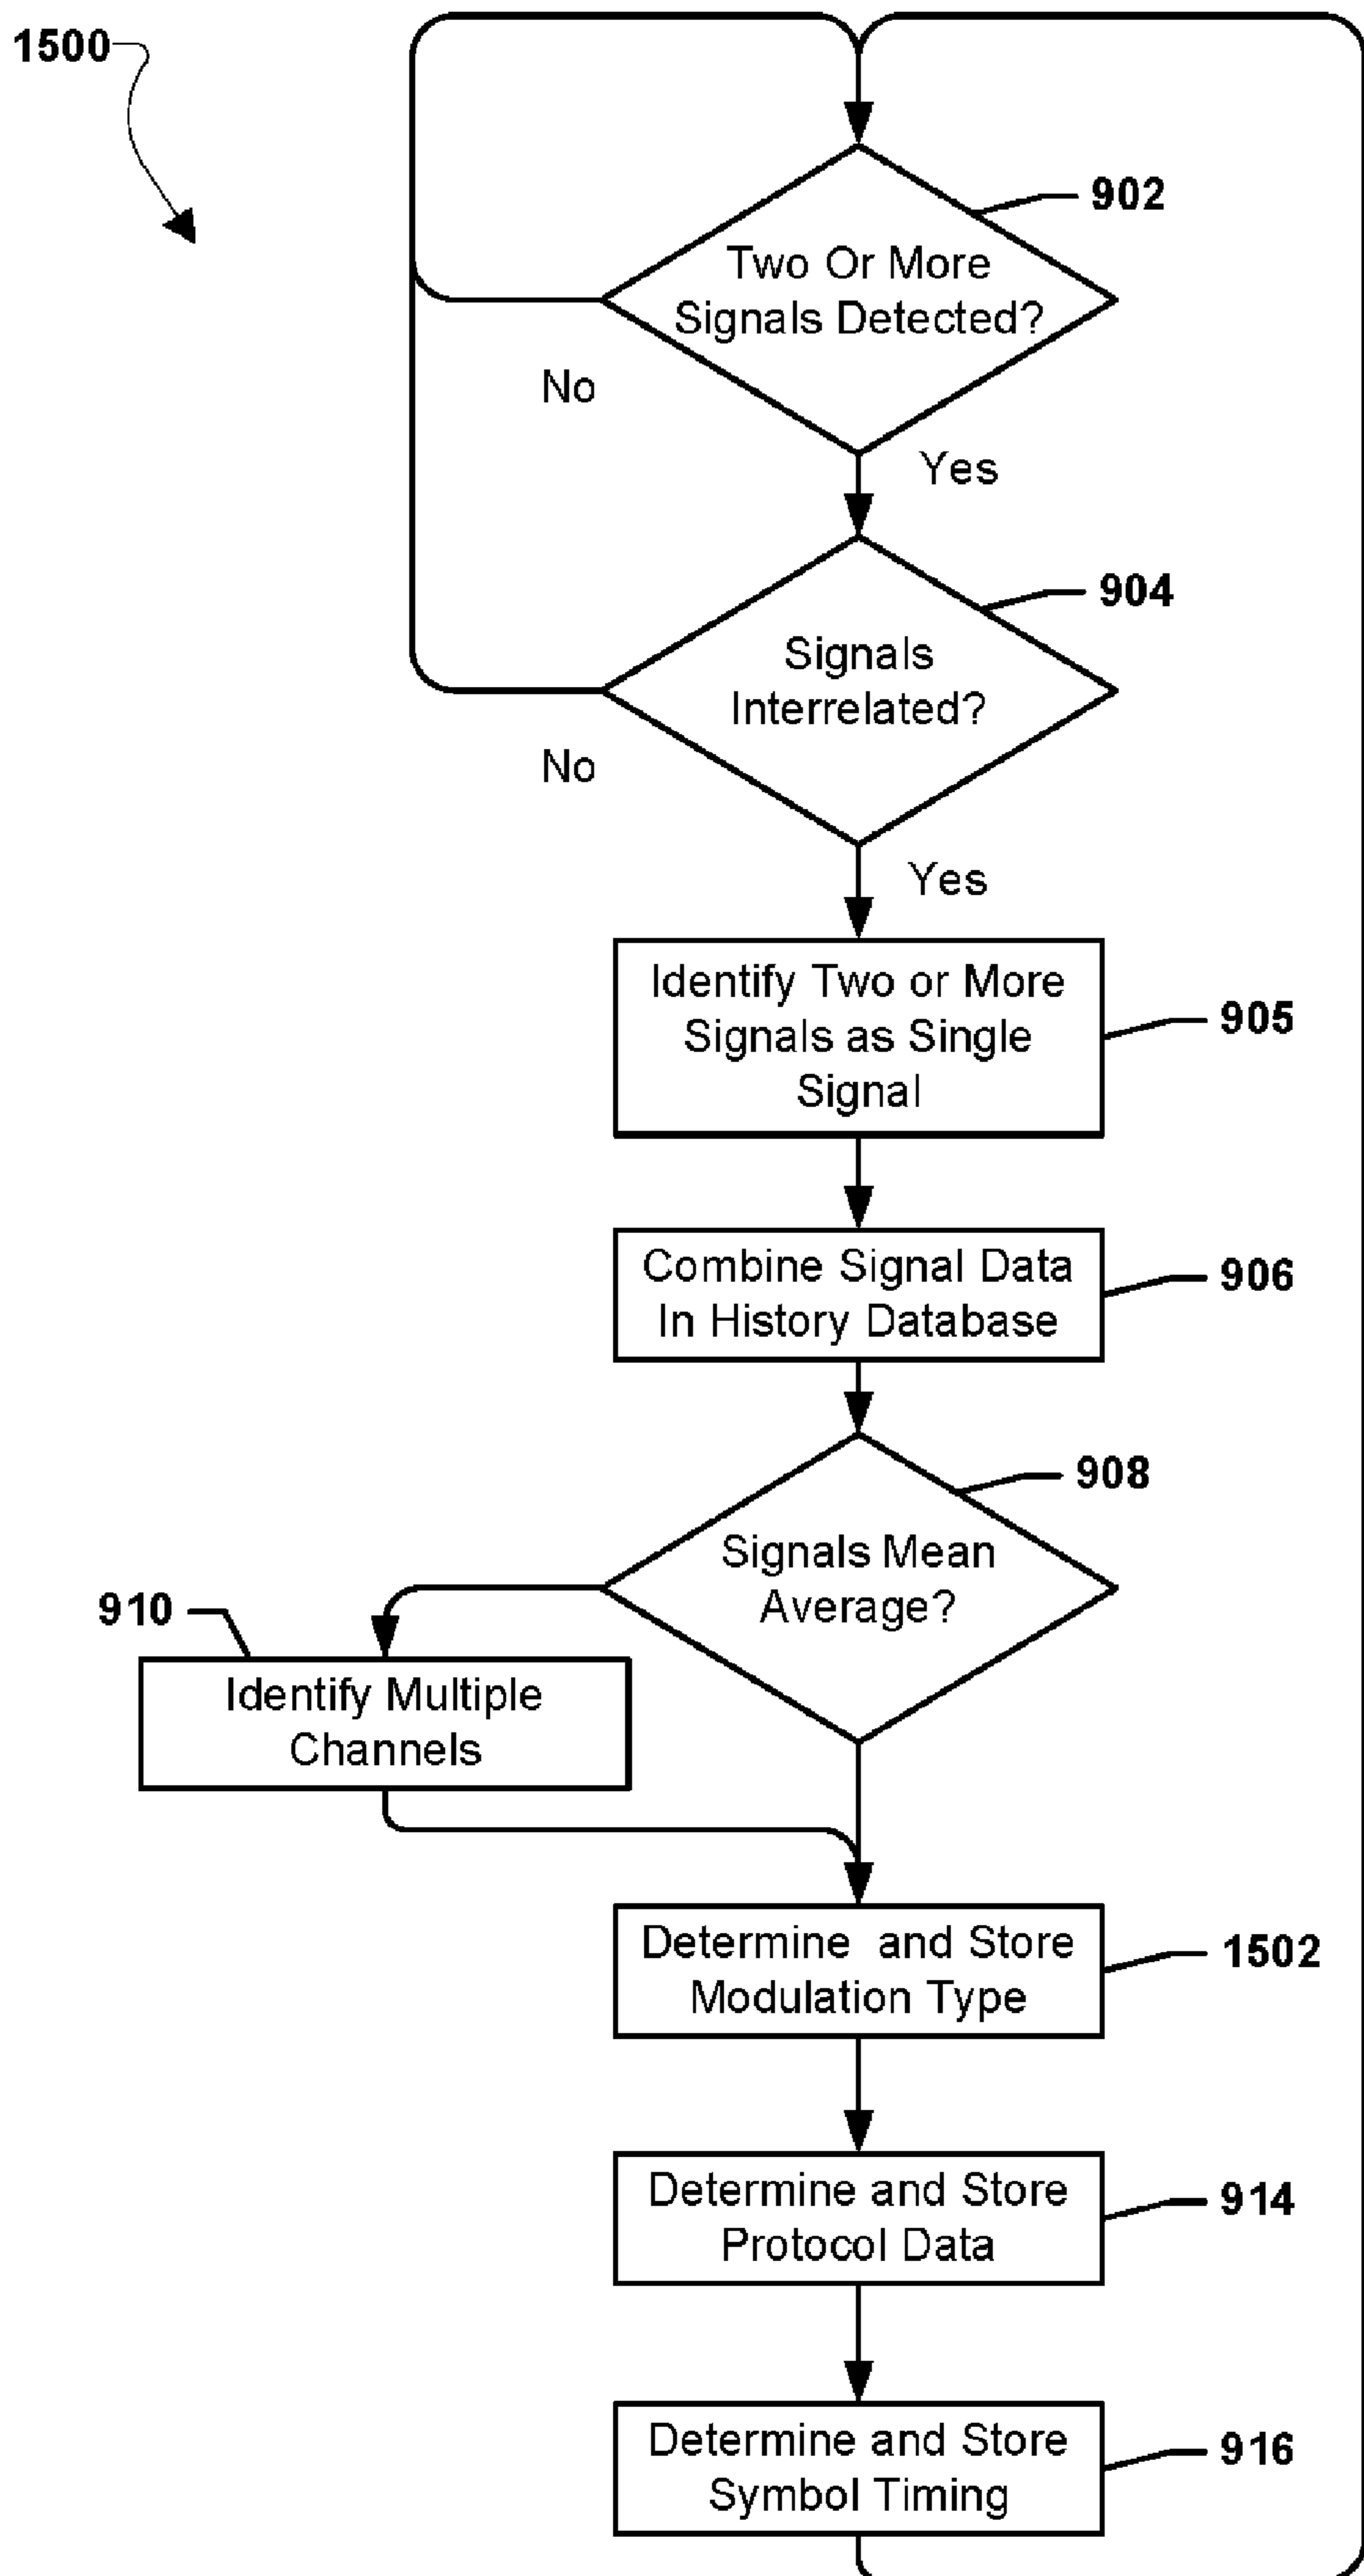 1500
902
Two Or More
Signals Detected?
No
Yes
904
Signals
Interrelated?
No
Yes
Identify Two or More
Signals as Single
Signal
905
Combine Signal Data
In History Database
906
908
Signals Mean
Average?
910
Identify Multiple
Channels
Determine and Store
Modulation Type
1502
Determine and Store
Protocol Data
914
Determine and Store
Symbol Timing
916